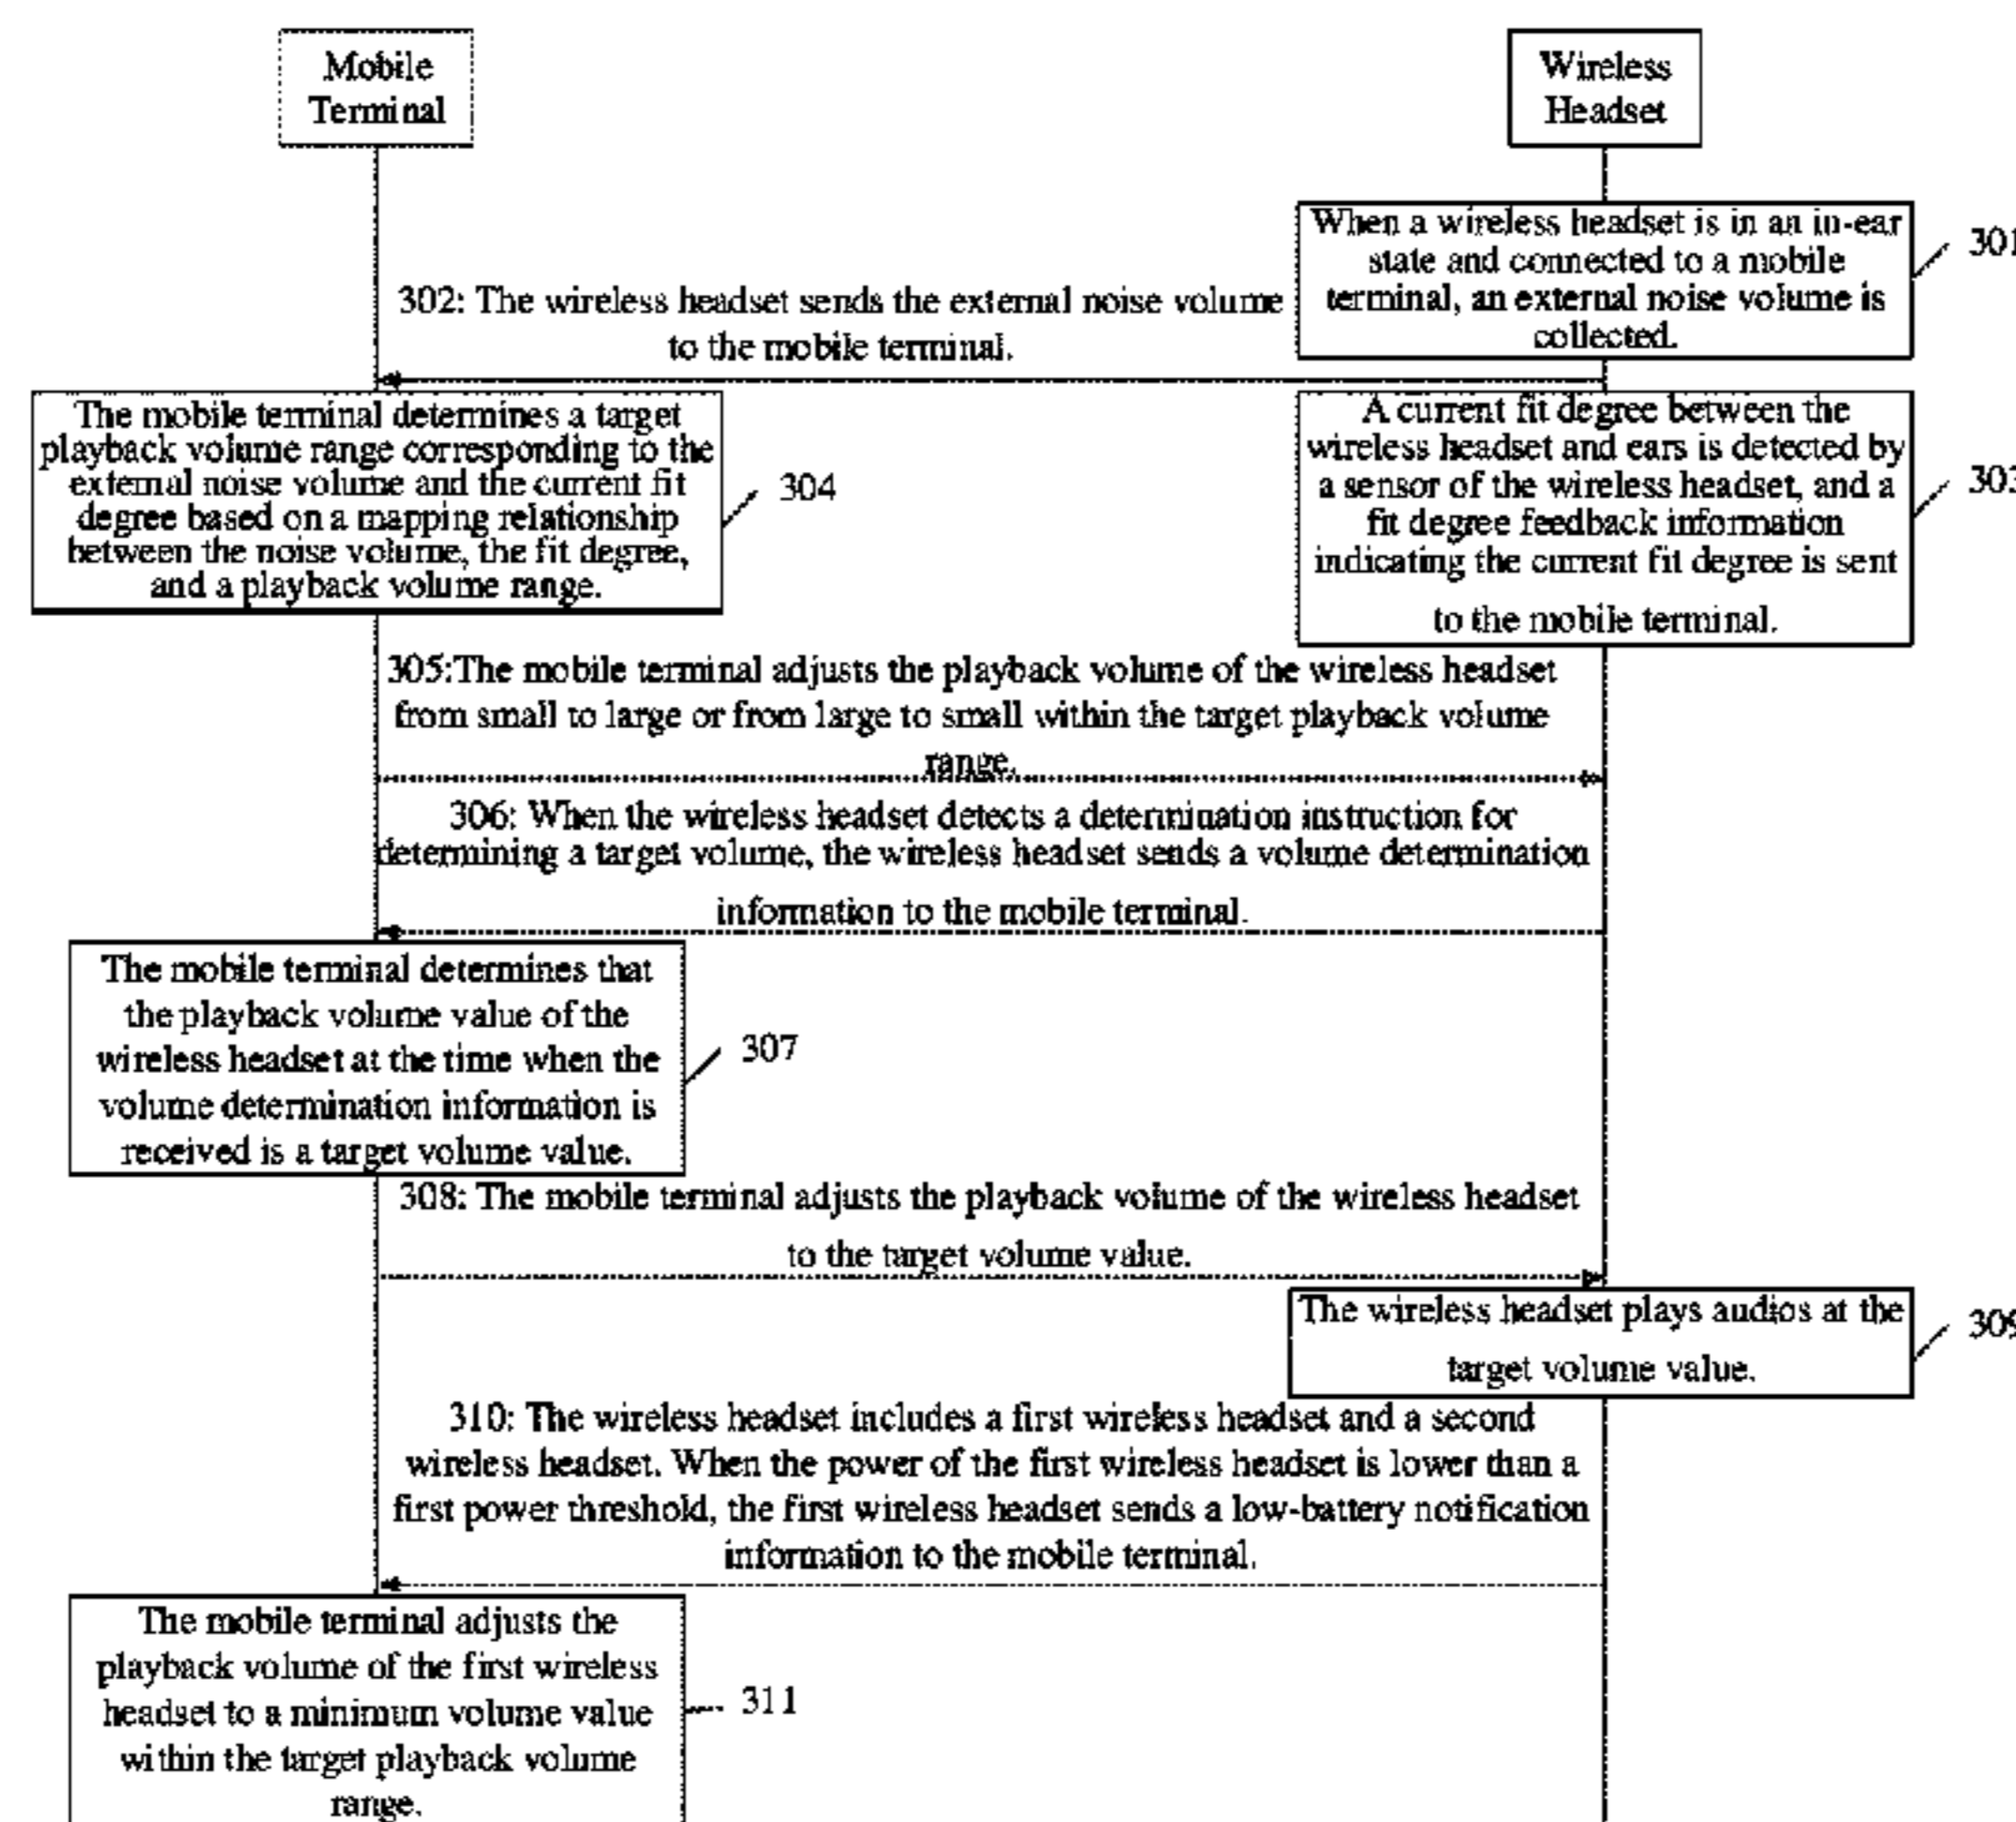 Mobile
Terminal
Wireless
Headset
When a wireless headset is in an in-ear
state and connected to a mobile
terminal, an external noise volume is
collected.
301
302: The wireless headset sends the external noise volume
to the mobile terminal.
A current fit degree between the
wireless headset and ears is detected by
a sensor of the wireless headset, and a
fit degree feedback information
indicating the current fit degree is sent
to the mobile terminal.
303
The mobile terminal determines a target
playback volume range corresponding to the
external noise volume and the current fit
degree based on a mapping relationship
between the noise volume, the fit degree,
and a playback volume range.
304
305:The mobile terminal adjusts the playback volume of the wireless headset
from small to large or from large to small within the target playback volume
range.
306: When the wireless headset detects a determination instruction for
determining a target volume, the wireless headset sends a volume determination
information to the mobile terminal.
The mobile terminal determines that
the playback volume value of the
wireless headset at the time when the
volume determination information is
received is a target volume value.
307
308: The mobile terminal adjusts the playback volume of the wireless headset
to the target volume value.
The wireless headset plays audios at the
target volume value.
309
310: The wireless headset includes a first wireless headset and a second
wireless headset. When the power of the first wireless headset is lower than a
first power threshold, the first wireless headset sends a low-battery notification
information to the mobile terminal.
The mobile terminal adjusts the
playback volume of the first wireless
headset to a minimum volume value
within the target playback volume
range.
311